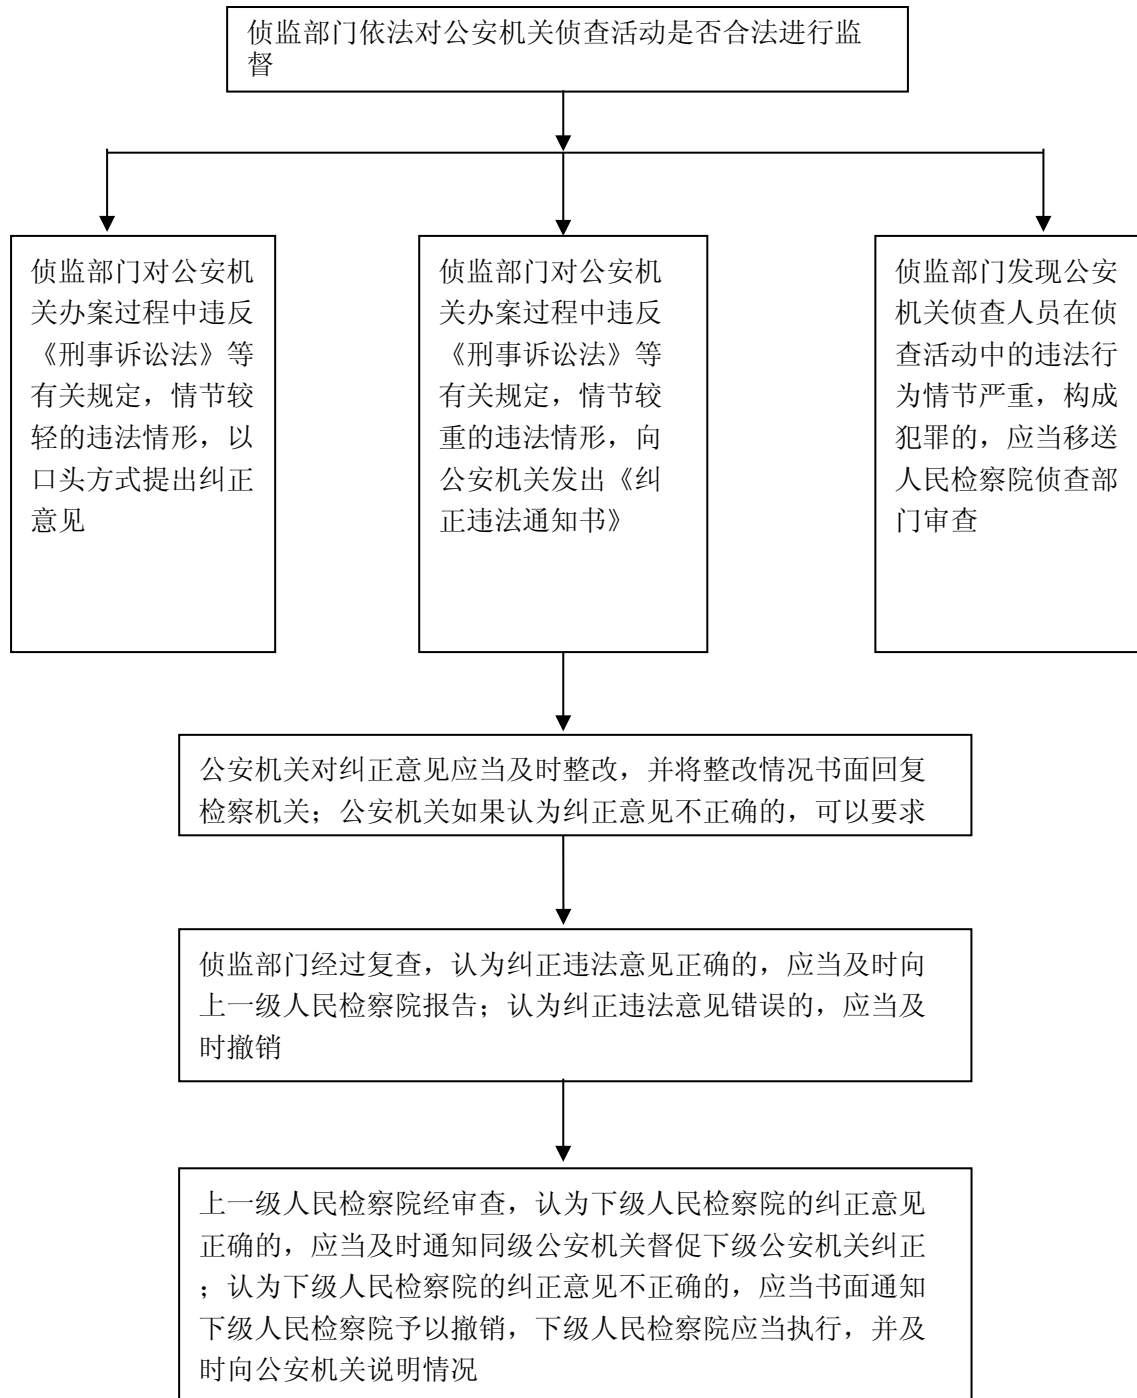 侦监部门依法对公安机关侦查活动是否合法进行监
督
侦监部门对公安机
关办案过程中违反
《刑事诉讼法》等
有关规定，情节较
轻的违法情形，以
口头方式提出纠正
意见
侦监部门对公安机
关办案过程中违反
《刑事诉讼法》等
有关规定，情节较
重的违法情形，向
公安机关发出《纠
正违法通知书》
侦监部门发现公安
机关侦查人员在侦
查活动中的违法行
为情节严重，构成
犯罪的，应当移送
人民检察院侦查部
门审查
公安机关对纠正意见应当及时整改，并将整改情况书面回复
检察机关；公安机关如果认为纠正意见不正确的，可以要求
侦监部门经过复查，认为纠正违法意见正确的，应当及时向
上一级人民检察院报告；认为纠正违法意见错误的，应当及
时撤销
上一级人民检察院经审查，认为下级人民检察院的纠正意见
正确的，应当及时通知同级公安机关督促下级公安机关纠正
；认为下级人民检察院的纠正意见不正确的，应当书面通知
下级人民检察院予以撤销，下级人民检察院应当执行，并及
时向公安机关说明情况